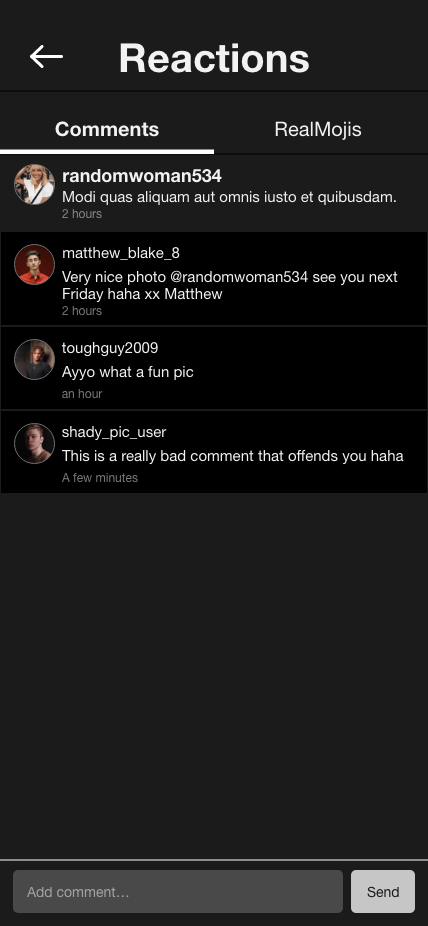 Reactions
Comments
RealMojis
randomwoman534
Modi quas aliquam aut omnis iusto et quibusdam.
2 hours
matthew_blake_8
Very nice photo @randomwoman534 see you next
Friday haha xx Matthew
2 hours
toughguy2009
Ayyo what a fun pic
an hour
shady_pic_user
This is a really bad comment that offends you haha
A few minutes
Add comment...
Send